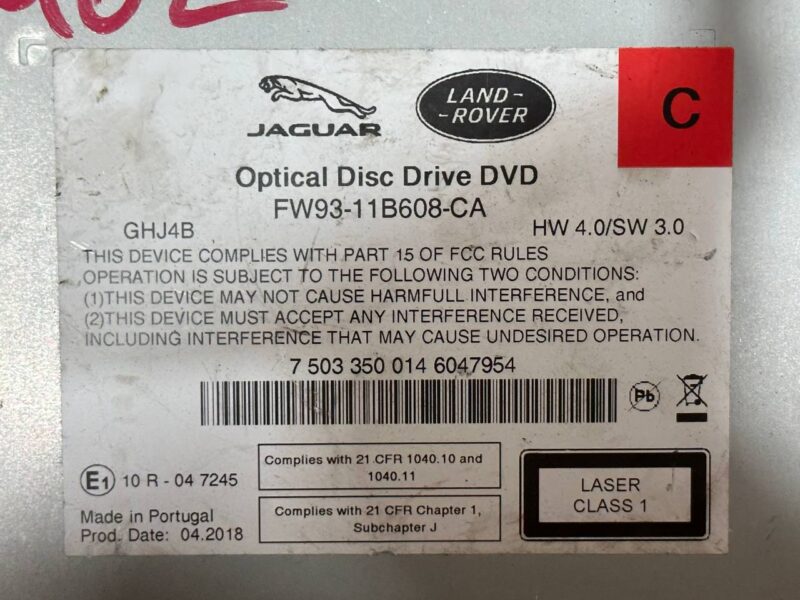 JAGUAR
LAND-
-ROVER
C
Optical Disc Drive DVD
FW93-11B608-CA
GHJ4B
HW 4.0/SW 3.0
THIS DEVICE COMPLIES WITH PART 15 OF FCC RULES
OPERATION IS SUBJECT TO THE FOLLOWING TWO CONDITIONS:
(1)THIS DEVICE MAY NOT CAUSE HARMFULL INTERFERENCE, and
(2)THIS DEVICE MUST ACCEPT ANY INTERFERENCE RECEIVED,
INCLUDING INTERFERENCE THAT MAY CAUSE UNDESIRED OPERATION.
7 503 350 014 6047954
Pb
E1 10 R - 04 7245
Complies with 21 CFR 1040.10 and
1040.11
Made in Portugal
Prod. Date: 04.2018
Complies with 21 CFR Chapter 1,
Subchapter J
LASER
CLASS 1